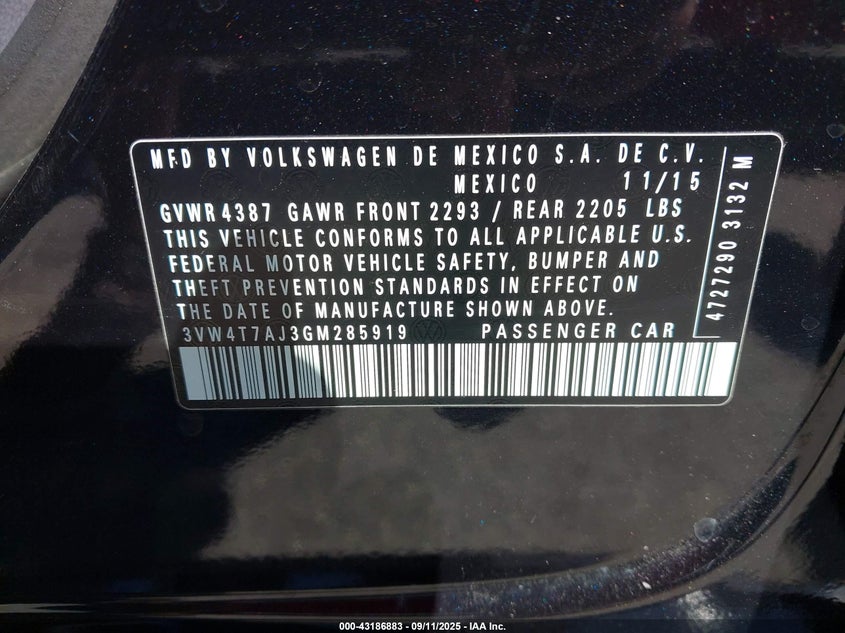 MFD BY VOLKSWAGEN DE MEXICO S.A. DE C.V.
MEXICO 11/15
GVWR 4387 GAWR FRONT 2293 / REAR 2205 LBS
THIS VEHICLE CONFORMS TO ALL APPLICABLE U.S.
FEDERAL MOTOR VEHICLE SAFETY, BUMPER AND
THEFT PREVENTION STANDARDS IN EFFECT ON
THE DATE OF MANUFACTURE SHOWN ABOVE.
3VW4T7AJ3GM285919 PASSENGER CAR
4727290 3132 M
000-43186883 - 09/11/2025 - IAA Inc.